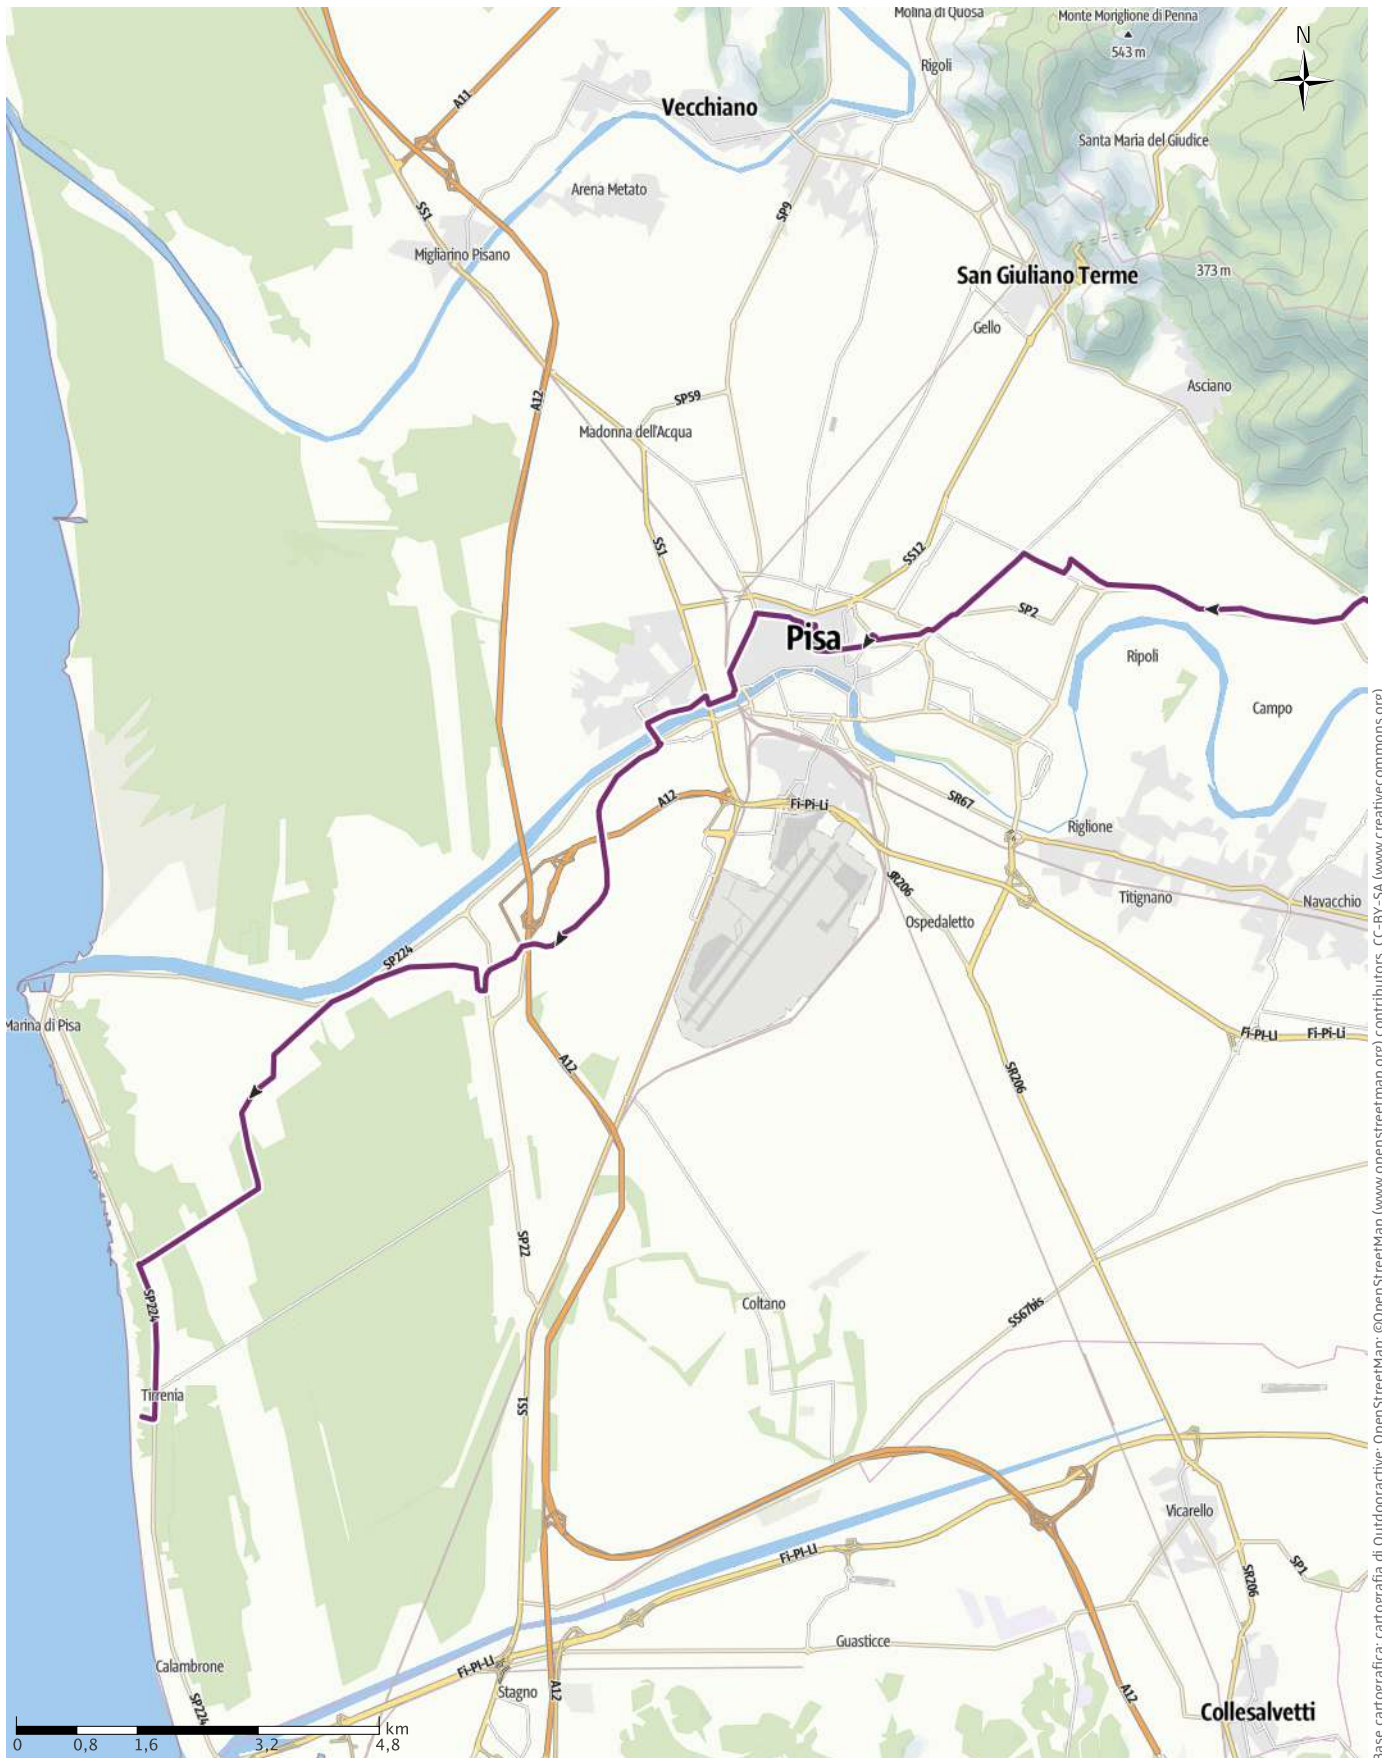 Molina di Quosa
Monte Moriglione di Penna
543 m
N
Rigoli
A11
Vecchiano
Santa Maria del Giudice
Arena Metato
SS1
SP9
Migliarino Pisano
San Giuliano Terme
373 m
Gello
Asciano
A12
SP59
Madonna dell'Acqua
SS1
SS12
SP2
Pisa
Ripoli
Campo
A12
Fi-Pi-Li
SR67
Riglione
SR206
Titignano
Navacchio
Ospedaletto
SP224
Marina di Pisa
Fi-PI-LI
Fi-Pi-Li
A12
SR206
SP22
SP224
Coltano
SS67bis
Tirrenia
SS1
Vicarello
Fi-PI-LI
SP1
SR206
Guasticce
Calambrone
Fi-PI-LI
Stagno
A12
A12
SP224
Collesalvetti
km
0 0,8 1,6 3,2 4,8
Base cartografica: cartografia di Outdooractive; OpenStreetMap: ©OpenStreetMap (www.openstreetmap.org) contributors, CC-BY-SA (www.creativecommons.org)